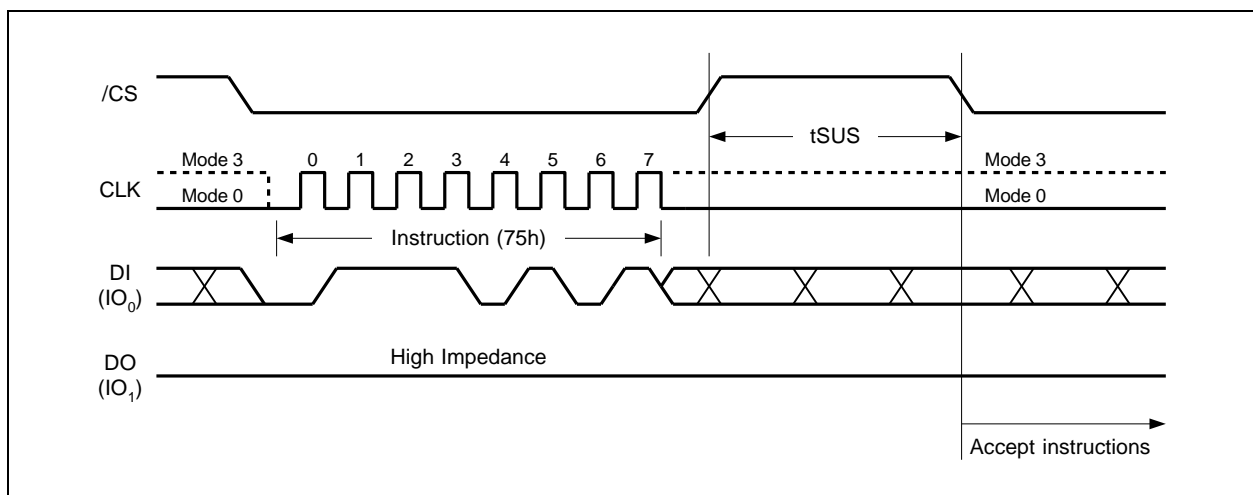 /CS
tSUS
Mode 3 0 1 2 3 4 5 6 7 Mode 3
CLK
Mode 0 Mode 0
Instruction (75h)
DI
(IO0)
High Impedance
DO
(IO1)
Accept instructions